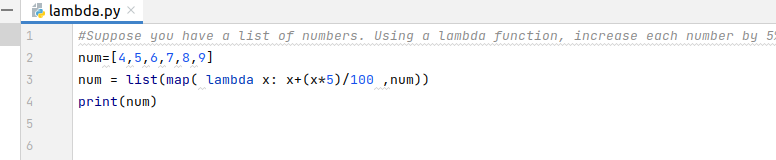 lambda.py
1 #Suppose you have a list of numbers. Using a lambda function, increase each number by 5%
2 num=[4,5,6,7,8,9]
3 num = list(map( lambda x: x+(x*5)/100 ,num))
4 print(num)
5
6